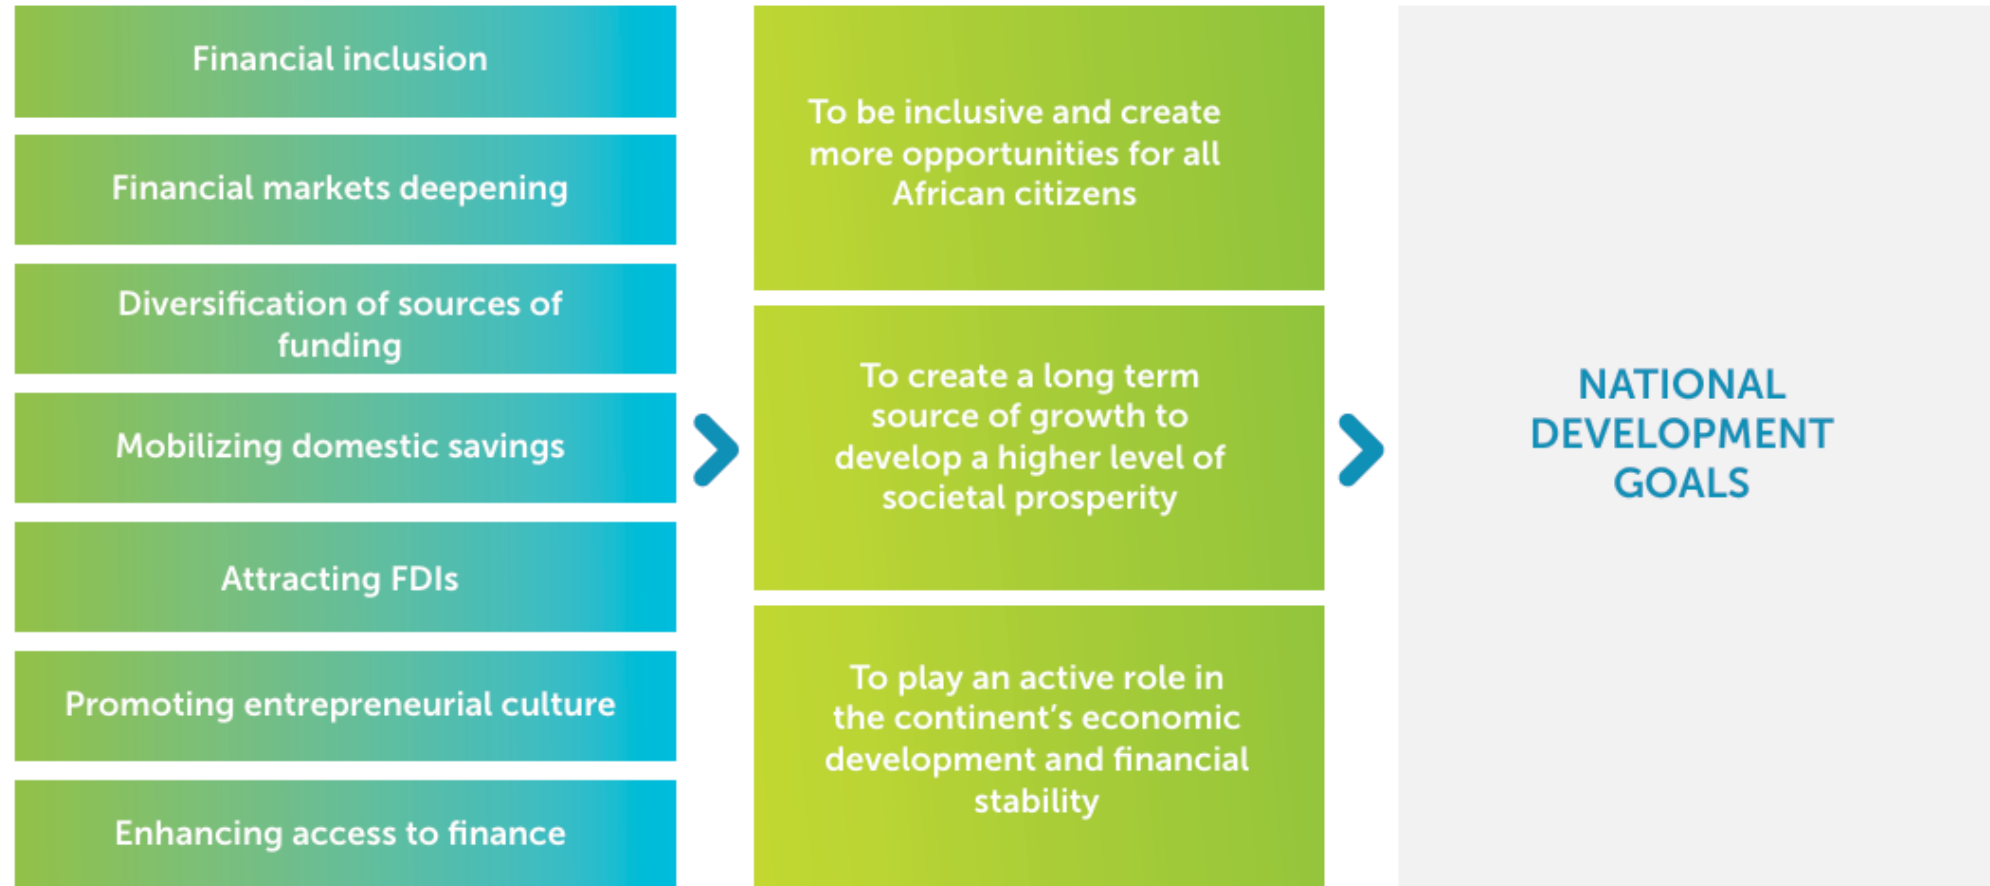 Financial inclusion
Financial markets deepening
Diversification of sources of
funding
Mobilizing domestic savings
Attracting FDIs
Promoting entrepreneurial culture
Enhancing access to finance
To be inclusive and create
more opportunities for all
African citizens
To create a long term
source of growth to
develop a higher level of
societal prosperity
To play an active role in
the continent’s economic
development and financial
stability
NATIONAL
DEVELOPMENT
GOALS